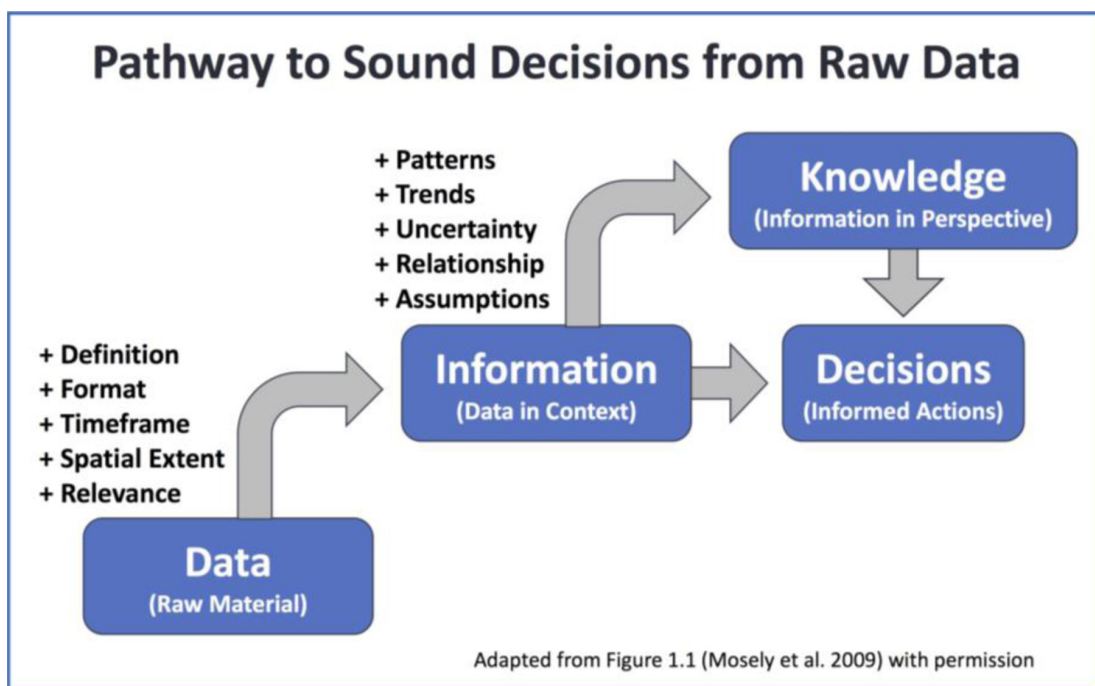 Pathway to Sound Decisions from Raw Data
+ Patterns
+ Trends
+ Uncertainty
+ Relationship
+ Assumptions
Knowledge
(Information in Perspective)
+ Definition
+ Format
+ Timeframe
+ Spatial Extent
+ Relevance
Information
(Data in Context)
Decisions
(Informed Actions)
Data
(Raw Material)
Adapted from Figure 1.1 (Mosely et al. 2009) with permission